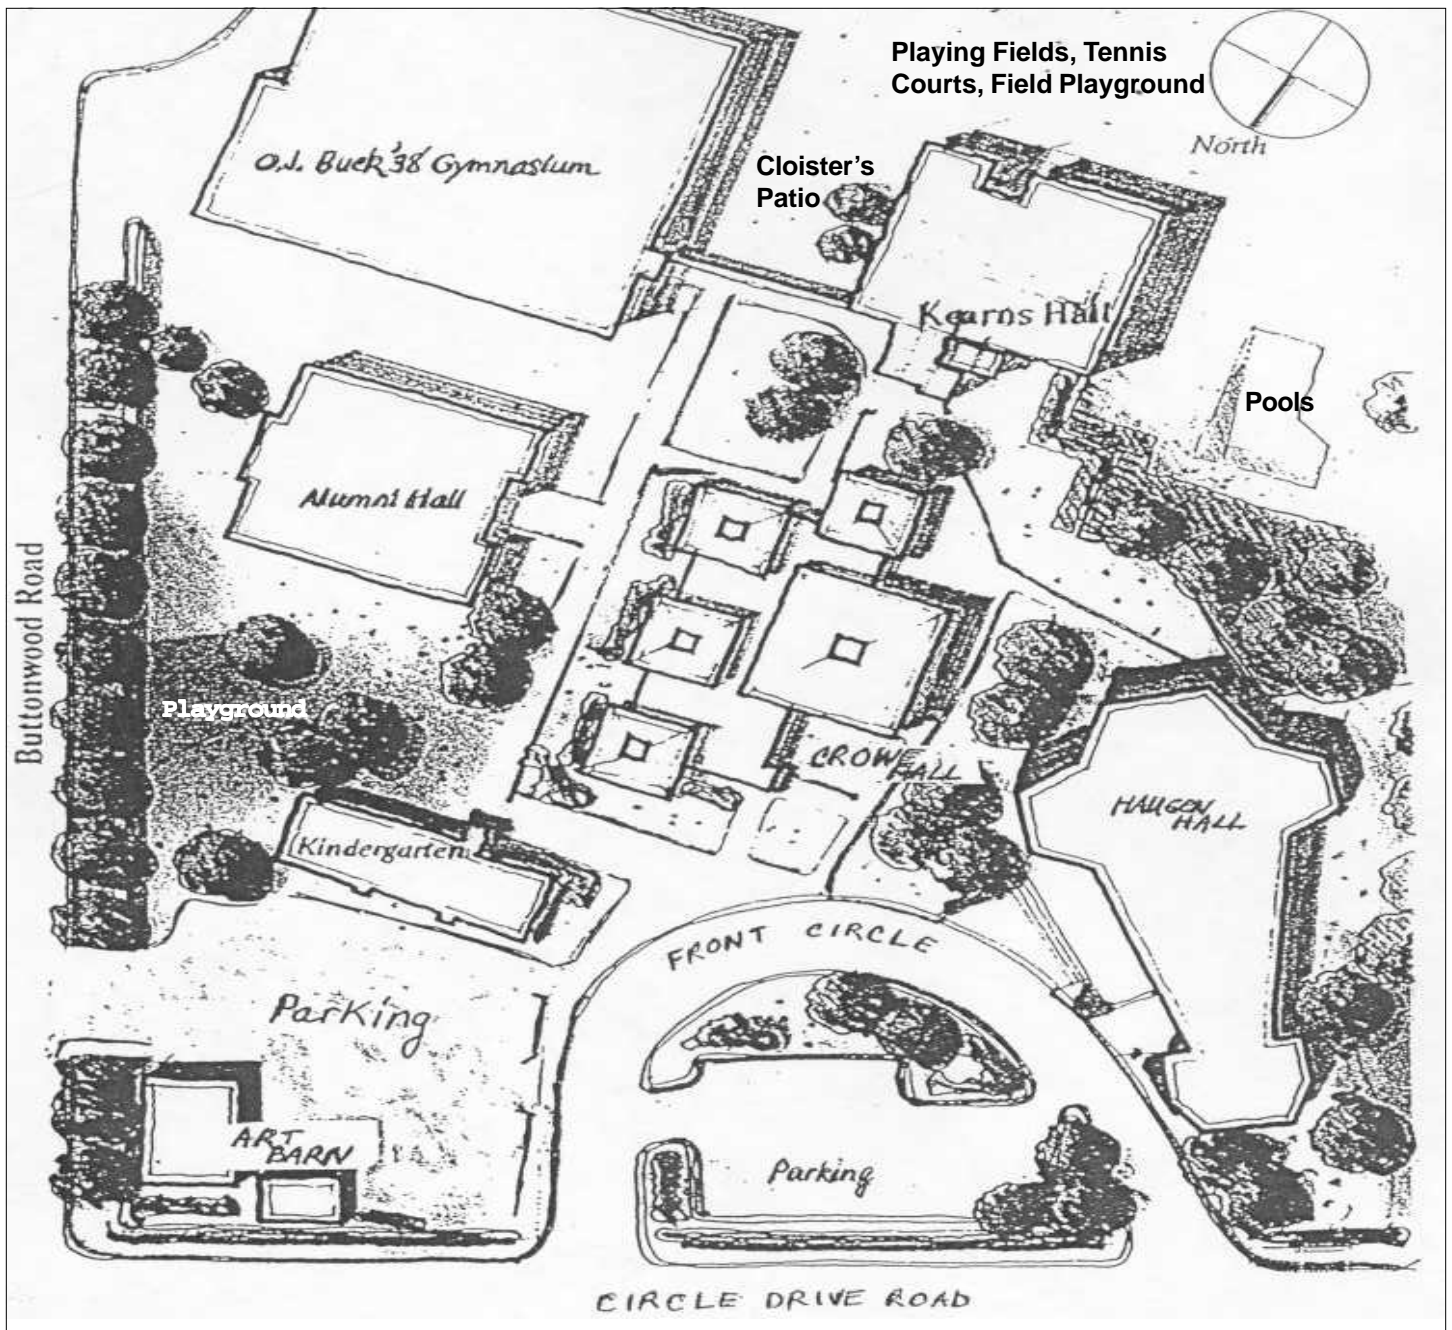 Playing Fields, Tennis
Courts, Field Playground
North
O.J. Buck '38 Gymnasium
Cloister's
Patio
Kearns Hall
Pools
Alumni Hall
Buttonwood Road
Playground
CROWE
HALL
HAUGEN
HALL
Kindergarten
FRONT CIRCLE
Parking
ART
BARN
Parking
CIRCLE DRIVE ROAD